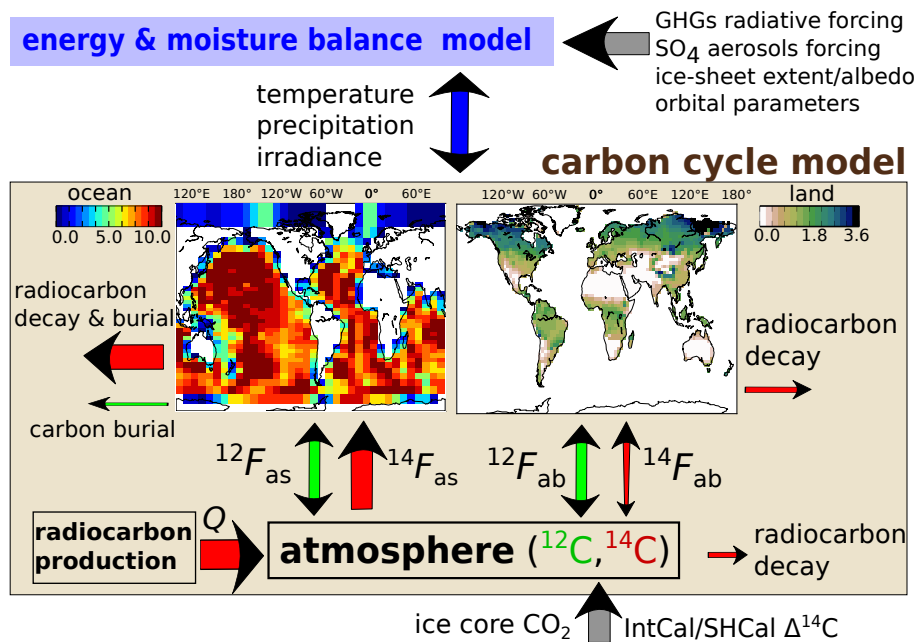 energy & moisture balance model
GHGs radiative forcing
SO4 aerosols forcing
ice-sheet extent/albedo
orbital parameters
temperature
precipitation
irradiance
carbon cycle model
ocean
0.0 5.0 10.0
120°E 180° 120°W 60°W 0° 60°E
120°W 60°W 0° 60°E 120°E 180°
land
0.0 1.8 3.6
radiocarbon
decay & burial
carbon burial
radiocarbon
decay
¹²Fas
¹⁴Fas
¹²Fab
¹⁴Fab
radiocarbon
production
Q
atmosphere (¹²C,¹⁴C)
radiocarbon
decay
ice core CO₂
IntCal/SHCal Δ¹⁴C